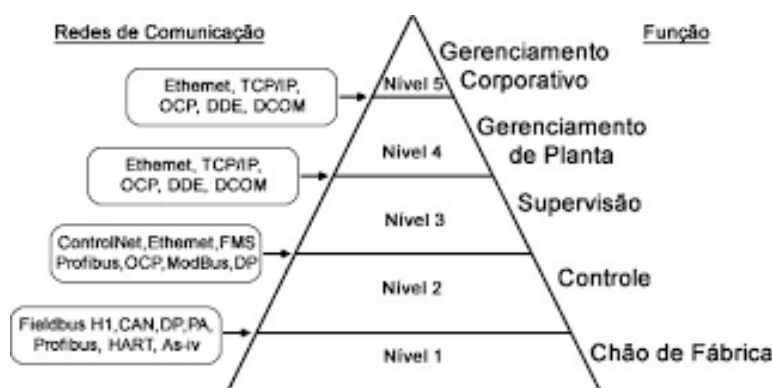 Redes de Comunicação
Função
Gerenciamento
Corporativo
Ethernet, TCP/IP,
OCP, DDE, DCOM
Nível 5
Gerenciamento
de Planta
Ethernet, TCP/IP,
OCP, DDE, DCOM
Nível 4
Supervisão
ControlNet,Ethernet,FMS
Profibus,OCP,ModBus,DP
Nível 3
Controle
Nível 2
Fieldbus H1,CAN,DP,PA,
Profibus, HART, As-iv
Nível 1
Chão de Fábrica